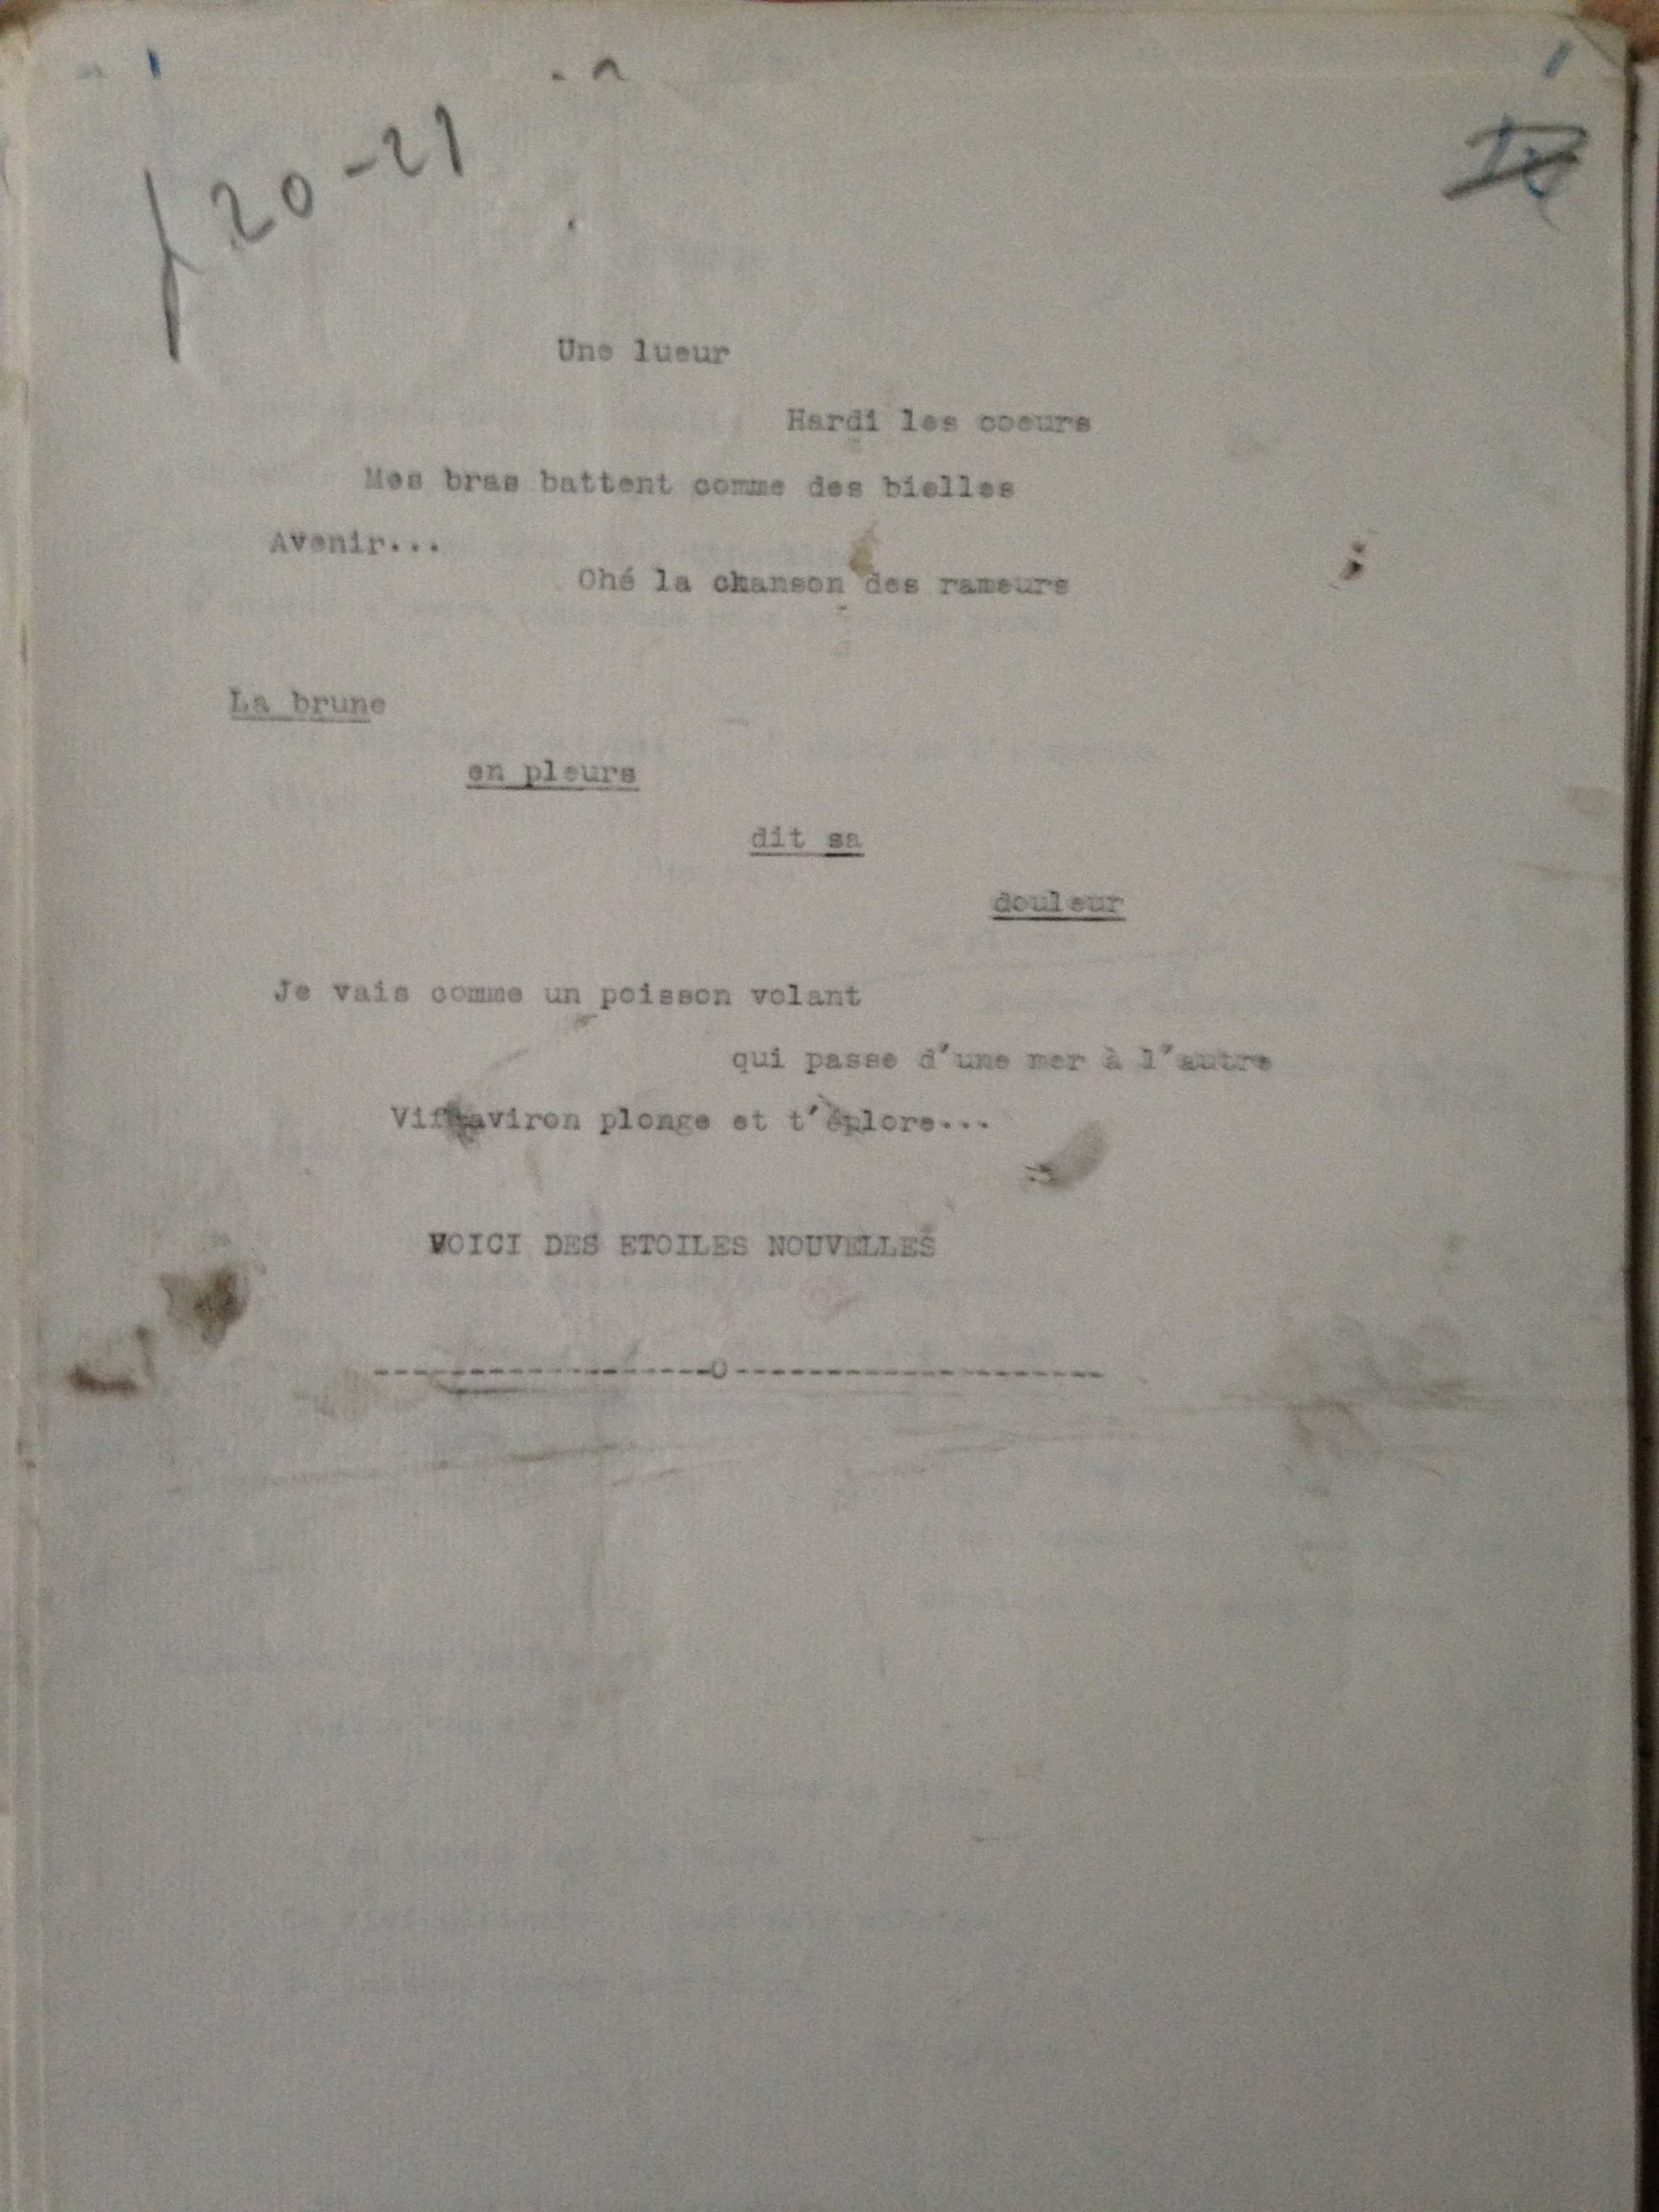 20-21
Une lueur
Hardi les coeurs
Mes bras battent comme des bielles
Avenir...
Ohé la chanson des rameurs
La brune
en pleurs
dit sa
douleur
Je vais comme un poisson volant
qui passe d'une mer à l'autre
Vif aviron plonge et t'éplore...
VOICI DES ETOILES NOUVELLES
-------------------O--------------------